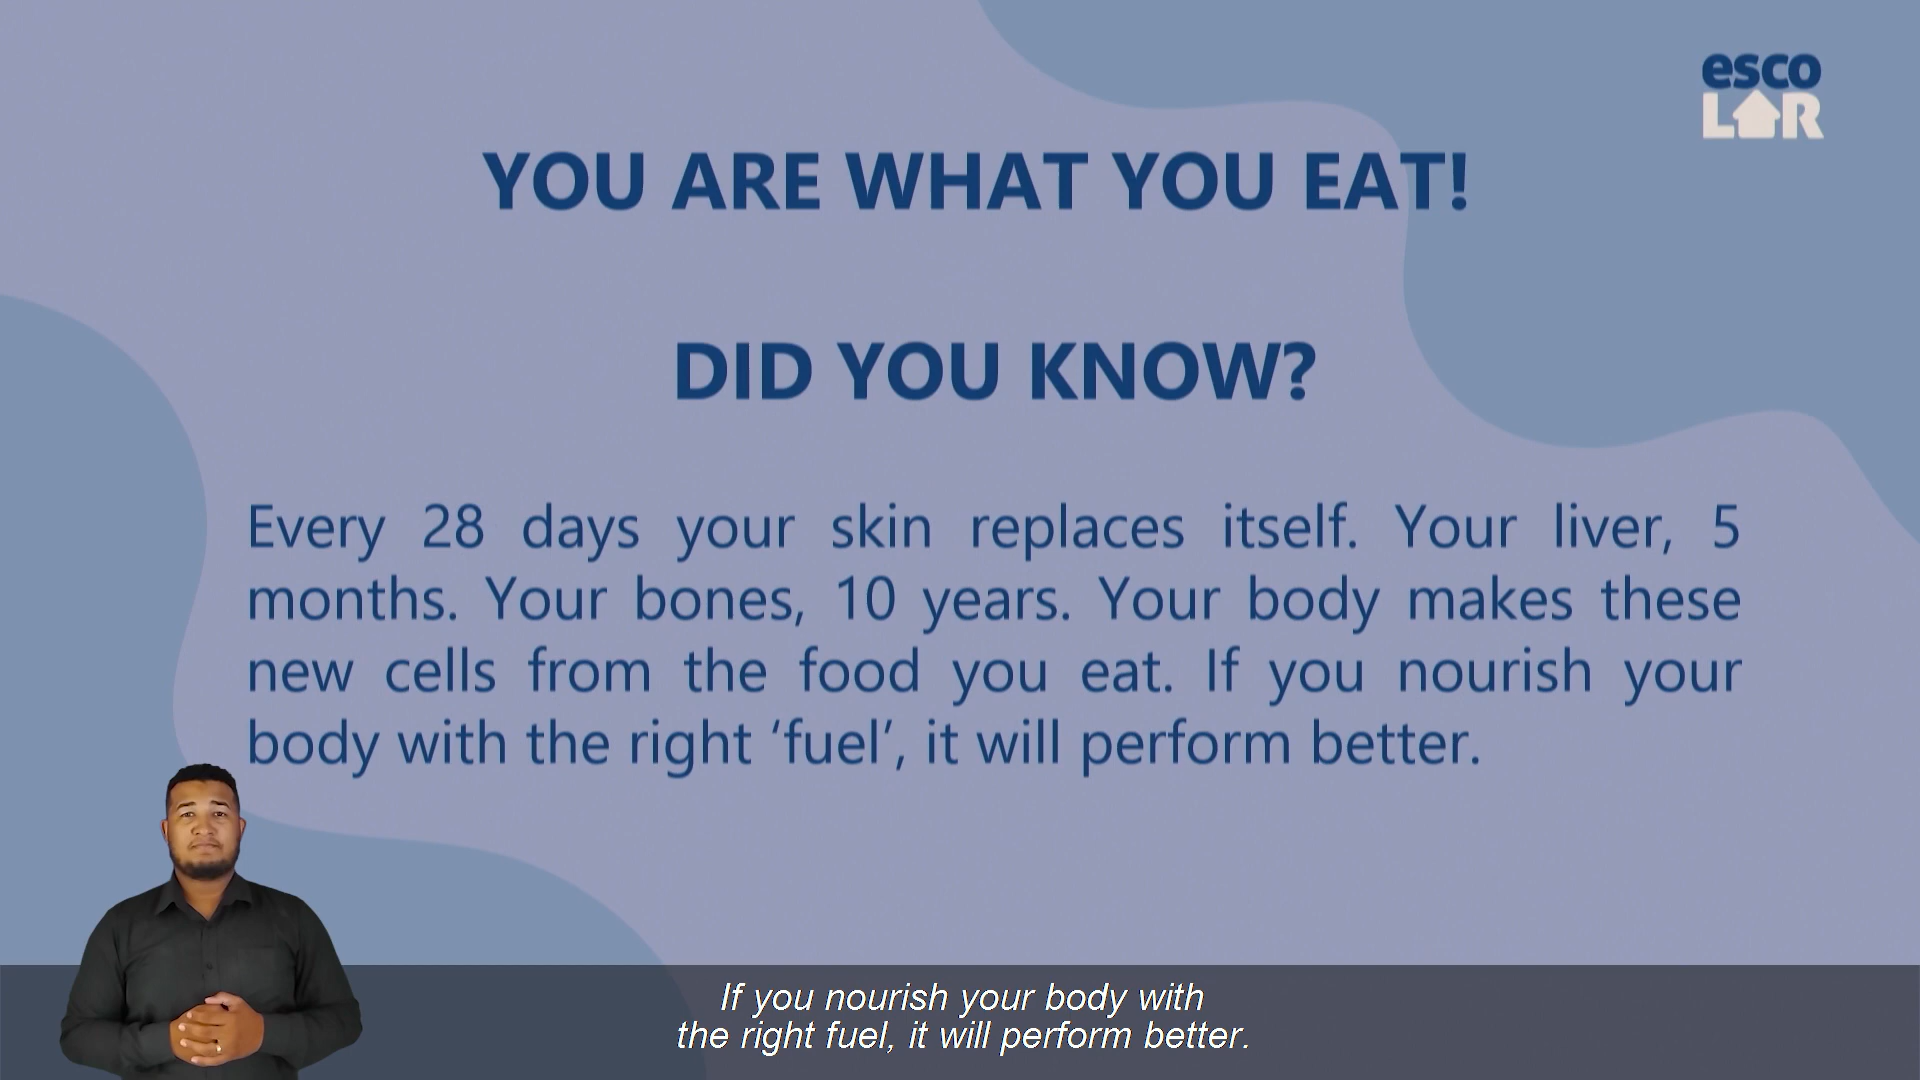 esco
LAR
YOU ARE WHAT YOU EAT!
DID YOU KNOW?
Every 28 days your skin replaces itself. Your liver, 5
months. Your bones, 10 years. Your body makes these
new cells from the food you eat. If you nourish your
body with the right ‘fuel’, it will perform better.
If you nourish your body with
the right fuel, it will perform better.